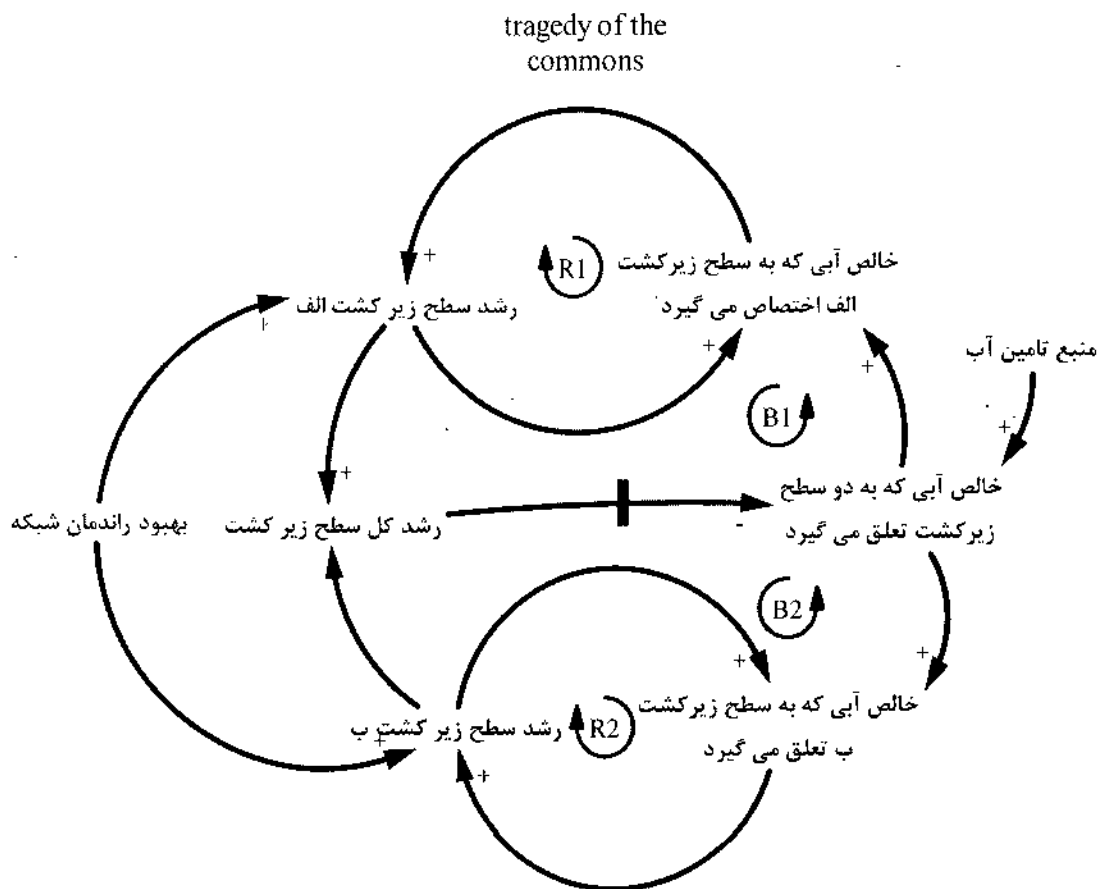 tragedy of the
commons
+
R1
خالص آبی که به سطح زیرکشت
الف اختصاص می گیرد
رشد سطح زیر کشت الف
+
+
+
منبع تامین آب
B1
+
+
خالص آبی که به دو سطح
زیرکشت تعلق می گیرد
-
رشد کل سطح زیر کشت
بهبود راندمان شبکه
B2
+
+
خالص آبی که به سطح زیرکشت
ب تعلق می گیرد
R2
رشد سطح زیر کشت ب
+
+